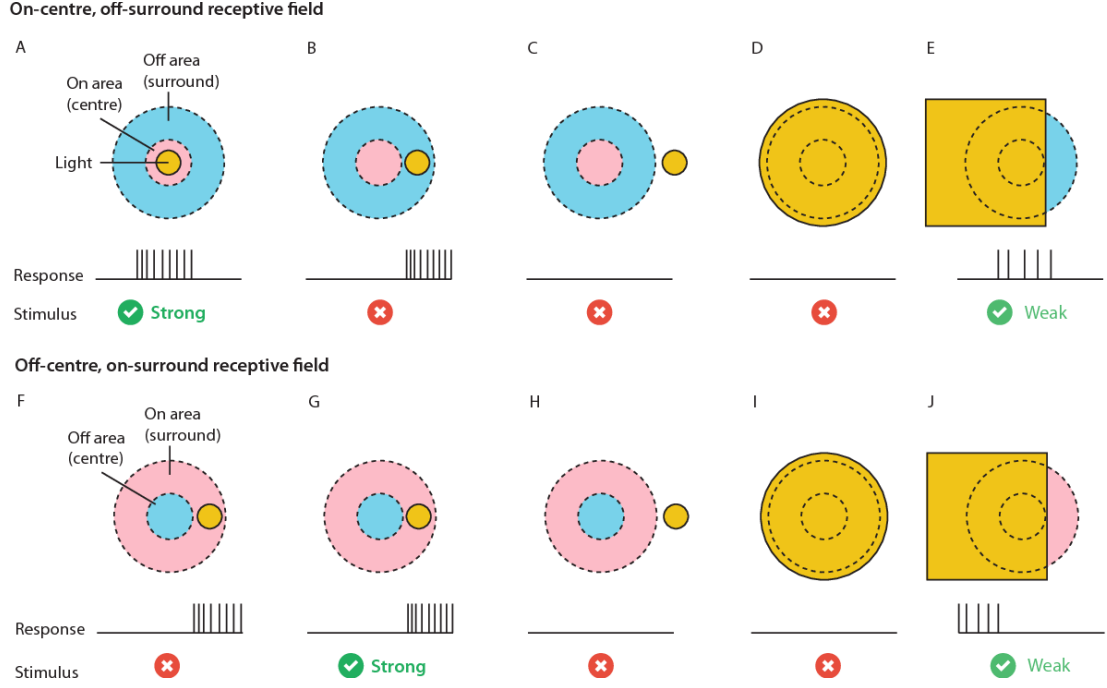 On-centre, off-surround receptive field
A
B
C
D
E
Off area
(surround)
On area
(centre)
Light
Response
Stimulus
Strong
Weak
Off-centre, on-surround receptive field
F
G
H
I
J
On area
(surround)
Off area
(centre)
Response
Stimulus
Strong
Weak